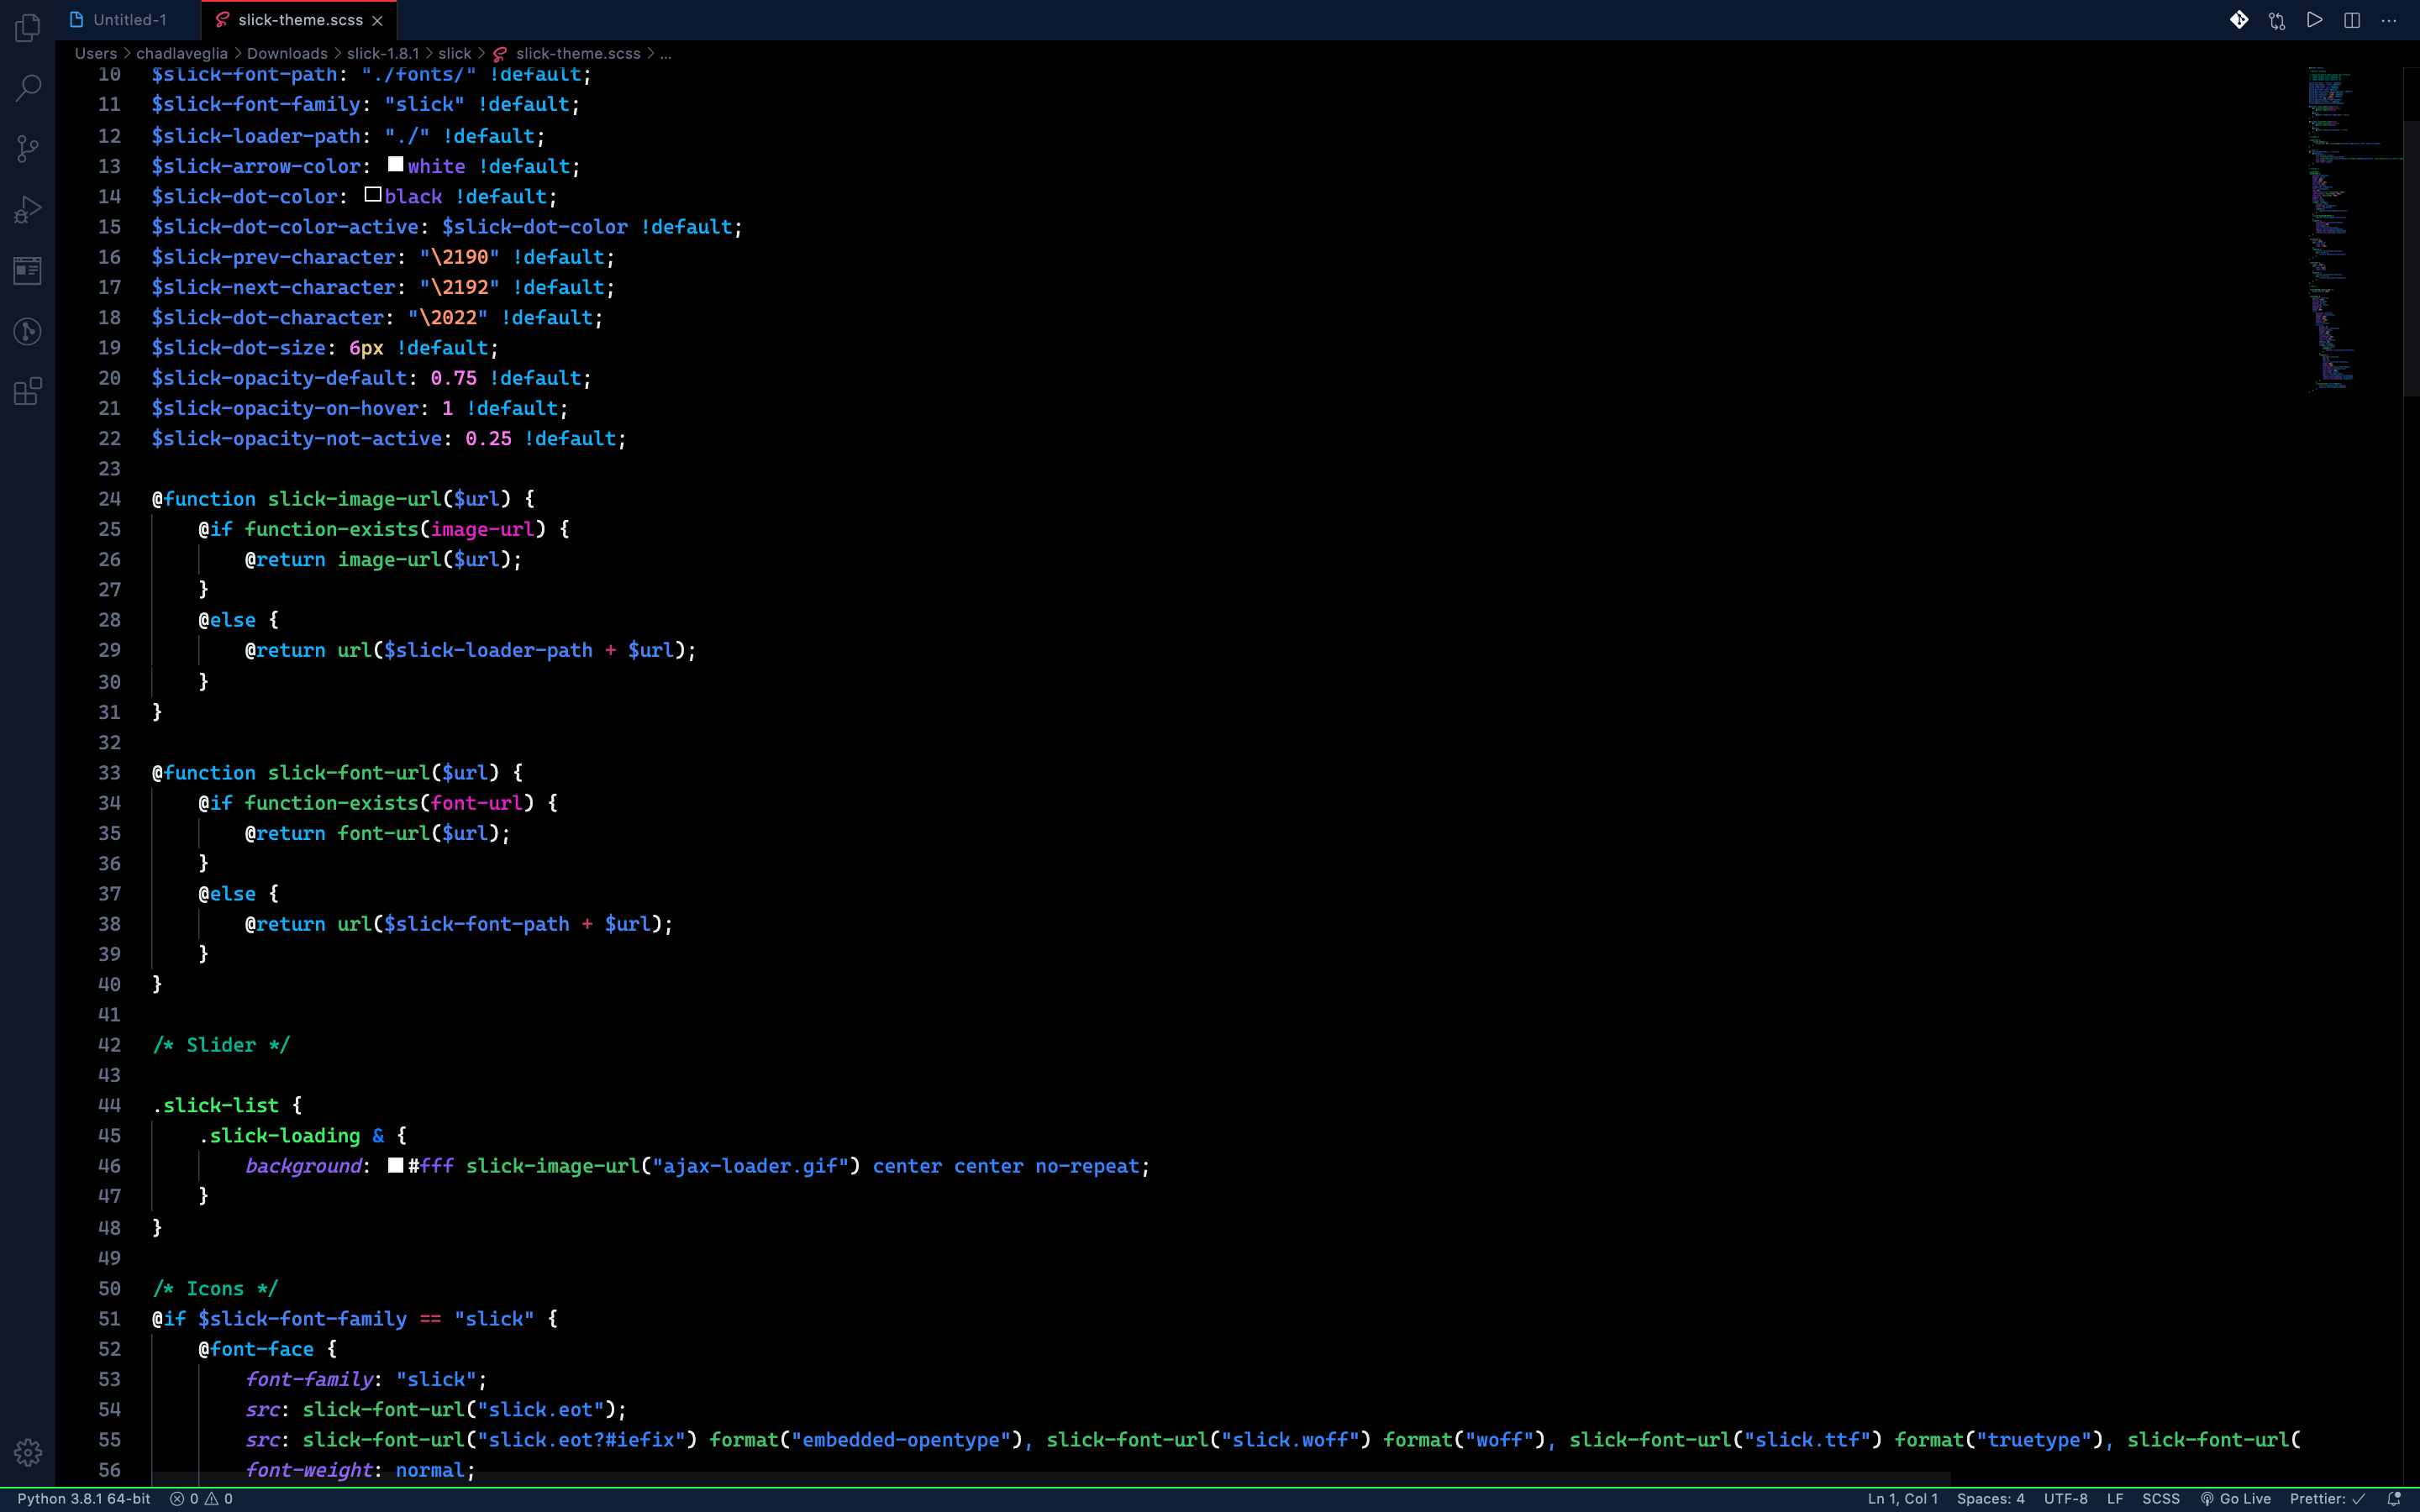 Untitled-1 slick-theme.scss
Users > chadlaveglia > Downloads > slick-1.8.1 > slick > slick-theme.scss > ...
10 $slick-font-path: "./fonts/" !default;
11 $slick-font-family: "slick" !default;
12 $slick-loader-path: "./" !default;
13 $slick-arrow-color: white !default;
14 $slick-dot-color: black !default;
15 $slick-dot-color-active: $slick-dot-color !default;
16 $slick-prev-character: "\2190" !default;
17 $slick-next-character: "\2192" !default;
18 $slick-dot-character: "\2022" !default;
19 $slick-dot-size: 6px !default;
20 $slick-opacity-default: 0.75 !default;
21 $slick-opacity-on-hover: 1 !default;
22 $slick-opacity-not-active: 0.25 !default;
23
24 @function slick-image-url($url) {
25     @if function-exists(image-url) {
26         @return image-url($url);
27     }
28     @else {
29         @return url($slick-loader-path + $url);
30     }
31 }
32
33 @function slick-font-url($url) {
34     @if function-exists(font-url) {
35         @return font-url($url);
36     }
37     @else {
38         @return url($slick-font-path + $url);
39     }
40 }
41
42 /* Slider */
43
44 .slick-list {
45     .slick-loading & {
46         background: #fff slick-image-url("ajax-loader.gif") center center no-repeat;
47     }
48 }
49
50 /* Icons */
51 @if $slick-font-family == "slick" {
52     @font-face {
53         font-family: "slick";
54         src: slick-font-url("slick.eot");
55         src: slick-font-url("slick.eot?#iefix") format("embedded-opentype"), slick-font-url("slick.woff") format("woff"), slick-font-url("slick.ttf") format("truetype"), slick-font-url(
56         font-weight: normal;
Python 3.8.1 64-bit 0 0 Ln 1, Col 1 Spaces: 4 UTF-8 LF SCSS Go Live Prettier: ✓